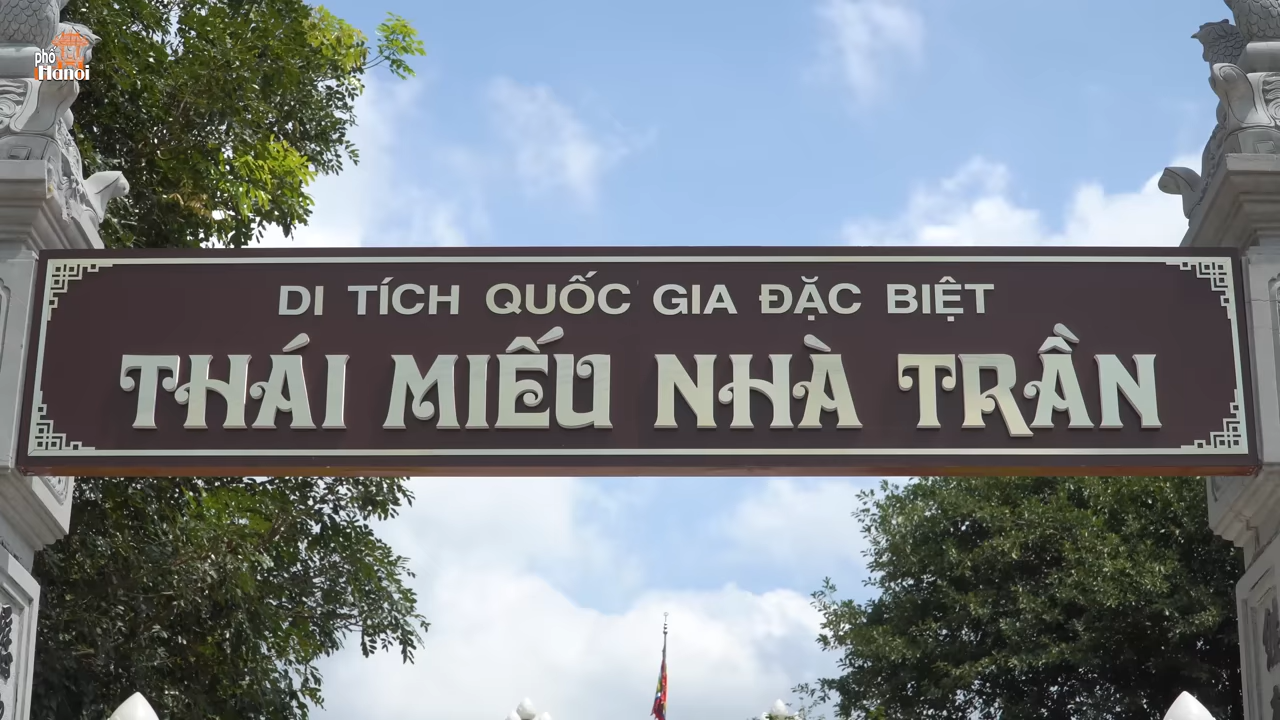 phố
Hanoi
DI TÍCH QUỐC GIA ĐẶC BIỆT
THÁI MIẾU NHÀ TRẦN